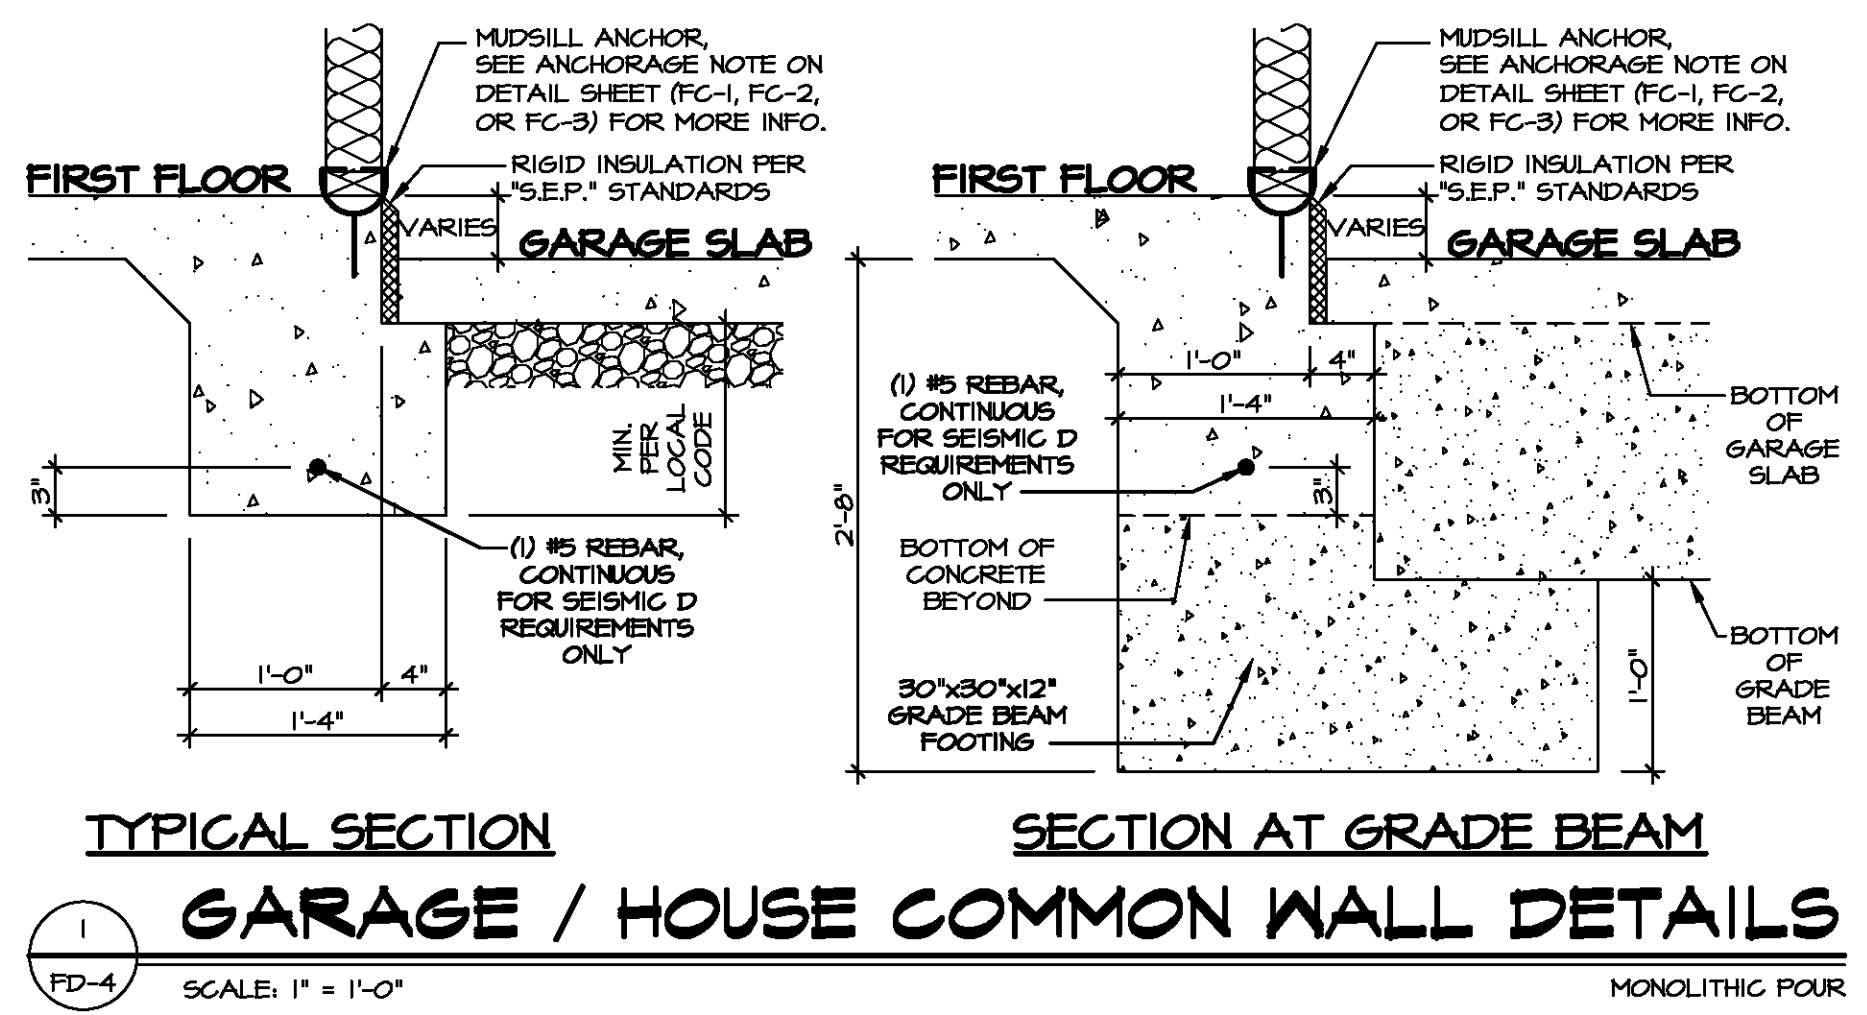 MUDSILL ANCHOR,
SEE ANCHORAGE NOTE ON
DETAIL SHEET (FC-1, FC-2,
OR FC-3) FOR MORE INFO.
RIGID INSULATION PER
"S.E.P." STANDARDS
FIRST FLOOR
VARIES
GARAGE SLAB
MIN.
PER
LOCAL
CODE
3"
(1) #5 REBAR,
CONTINUOUS
FOR SEISMIC D
REQUIREMENTS
ONLY
1'-0"
4"
1'-4"
TYPICAL SECTION
MUDSILL ANCHOR,
SEE ANCHORAGE NOTE ON
DETAIL SHEET (FC-1, FC-2,
OR FC-3) FOR MORE INFO.
RIGID INSULATION PER
"S.E.P." STANDARDS
FIRST FLOOR
VARIES
GARAGE SLAB
1'-0"
4"
1'-4"
(1) #5 REBAR,
CONTINUOUS
FOR SEISMIC D
REQUIREMENTS
ONLY
BOTTOM
OF
GARAGE
SLAB
3"
2'-8"
BOTTOM OF
CONCRETE
BEYOND
BOTTOM
OF
GRADE
BEAM
1'-0"
30"x30"x12"
GRADE BEAM
FOOTING
SECTION AT GRADE BEAM
1
FD-4
GARAGE / HOUSE COMMON WALL DETAILS
SCALE: 1" = 1'-0"
MONOLITHIC POUR